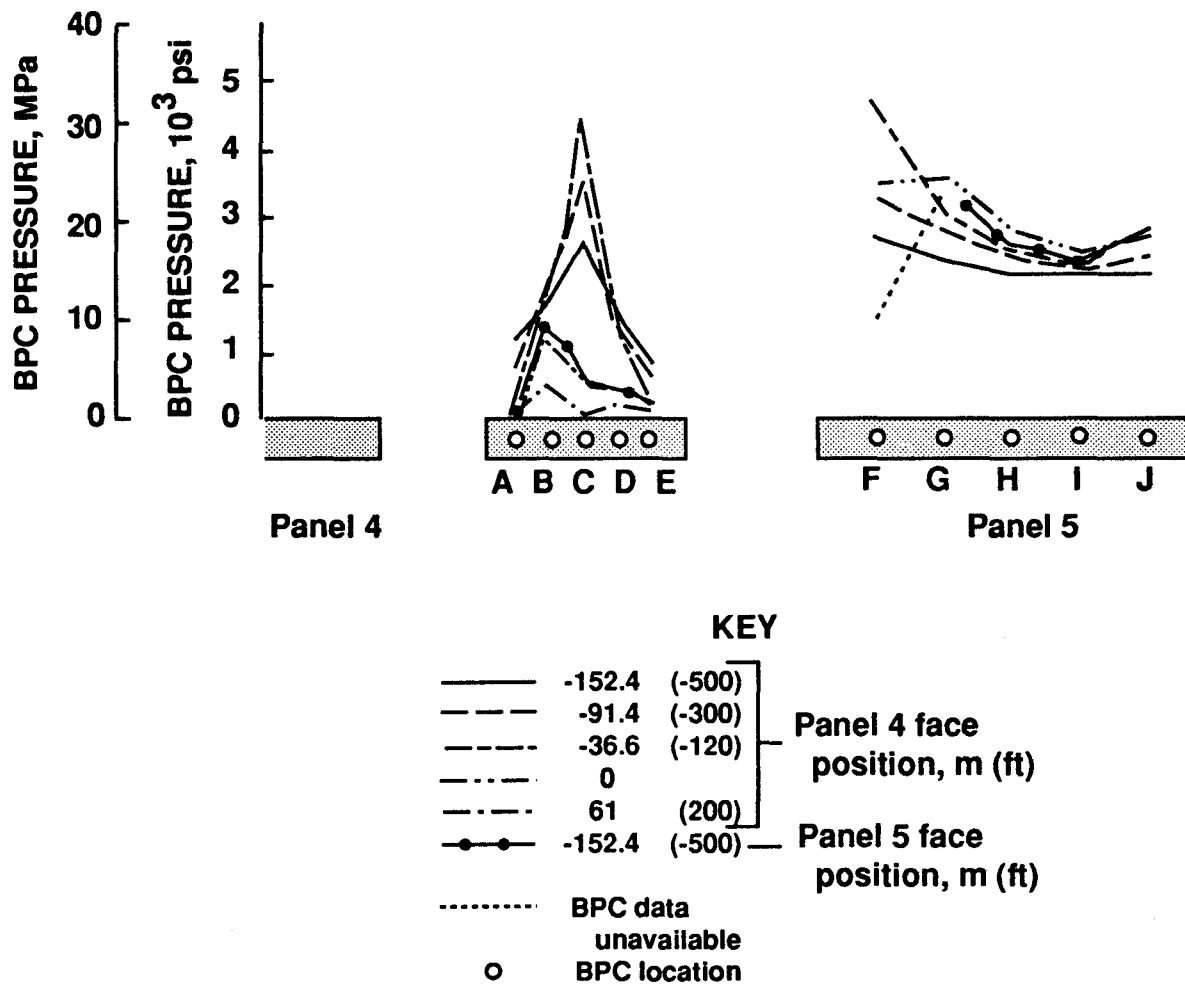 BPC PRESSURE, MPa
40
30
20
10
0
BPC PRESSURE, 10³ psi
5
4
3
2
1
0
A B C D E
F G H I J
Panel 4
Panel 5
KEY
-152.4 (-500)
-91.4 (-300)
-36.6 (-120)
0
61 (200)
Panel 4 face
position, m (ft)
-152.4 (-500)
Panel 5 face
position, m (ft)
BPC data
unavailable
BPC location